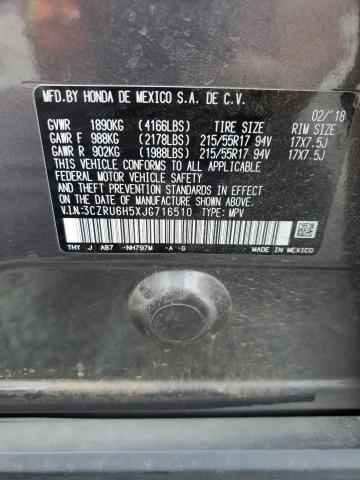 MFD.BY HONDA DE MEXICO S.A. DE C.V.
02/'18
GVWR 1890KG (4166LBS) TIRE SIZE RIM SIZE
GAWR F 988KG (2178LBS) 215/55R17 94V 17X7.5J
GAWR R 902KG (1988LBS) 215/55R17 94V 17X7.5J
THIS VEHICLE CONFORMS TO ALL APPLICABLE
FEDERAL MOTOR VEHICLE SAFETY STANDARDS IN
EFFECT ON THE DATE OF MANUFACTURE SHOWN ABOVE.
V.I.N:3CZRU6H5XJG716510 TYPE: MPV
THY J AB7 -NH797M -A -G MADE IN MEXICO